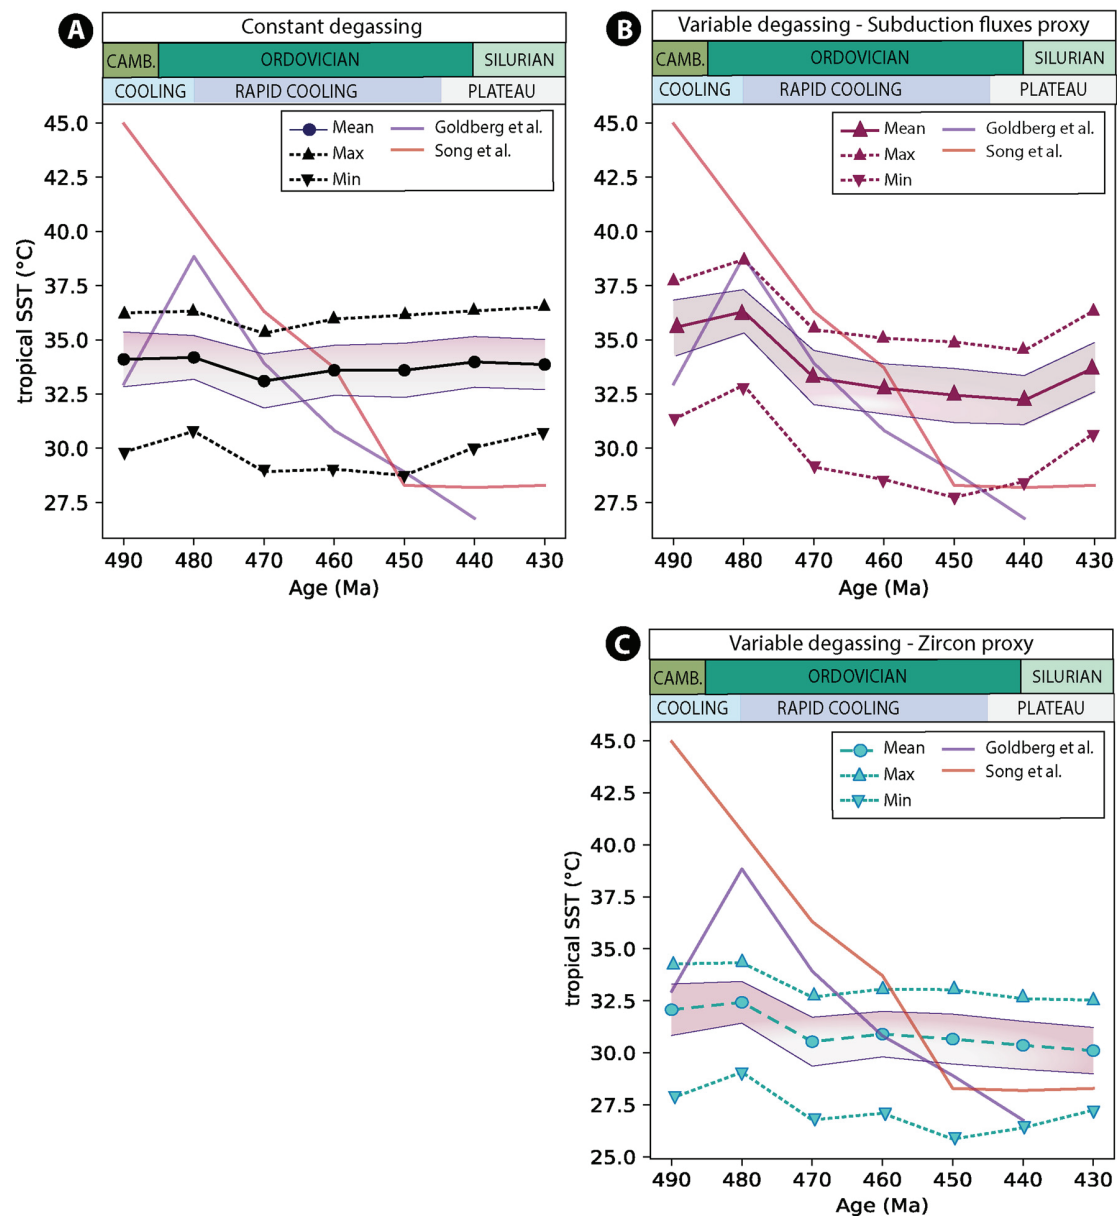 A
Constant degassing
CAMB. ORDOVICIAN SILURIAN
COOLING RAPID COOLING PLATEAU
Mean Goldberg et al.
Max Song et al.
Min
45.0
42.5
40.0
37.5
35.0
32.5
30.0
27.5
tropical SST (°C)
490 480 470 460 450 440 430
Age (Ma)
B
Variable degassing - Subduction fluxes proxy
CAMB. ORDOVICIAN SILURIAN
COOLING RAPID COOLING PLATEAU
Mean Goldberg et al.
Max Song et al.
Min
45.0
42.5
40.0
37.5
35.0
32.5
30.0
27.5
490 480 470 460 450 440 430
Age (Ma)
C
Variable degassing - Zircon proxy
CAMB. ORDOVICIAN SILURIAN
COOLING RAPID COOLING PLATEAU
Mean Goldberg et al.
Max Song et al.
Min
45.0
42.5
40.0
37.5
35.0
32.5
30.0
27.5
25.0
tropical SST (°C)
490 480 470 460 450 440 430
Age (Ma)